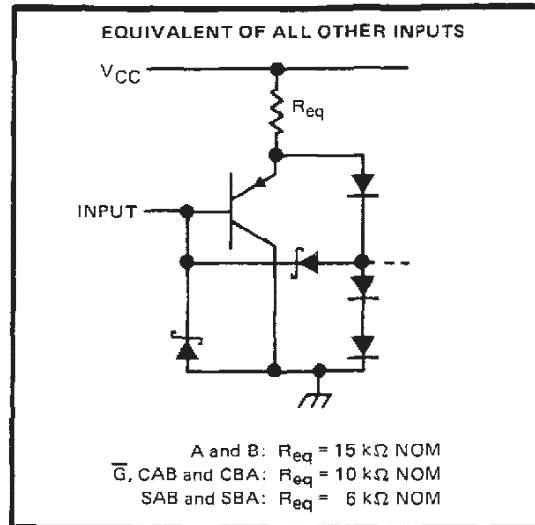 EQUIVALENT OF ALL OTHER INPUTS
VCC
Req
INPUT
A and B: Req = 15 kΩ NOM
G̅, CAB and CBA: Req = 10 kΩ NOM
SAB and SBA: Req = 6 kΩ NOM